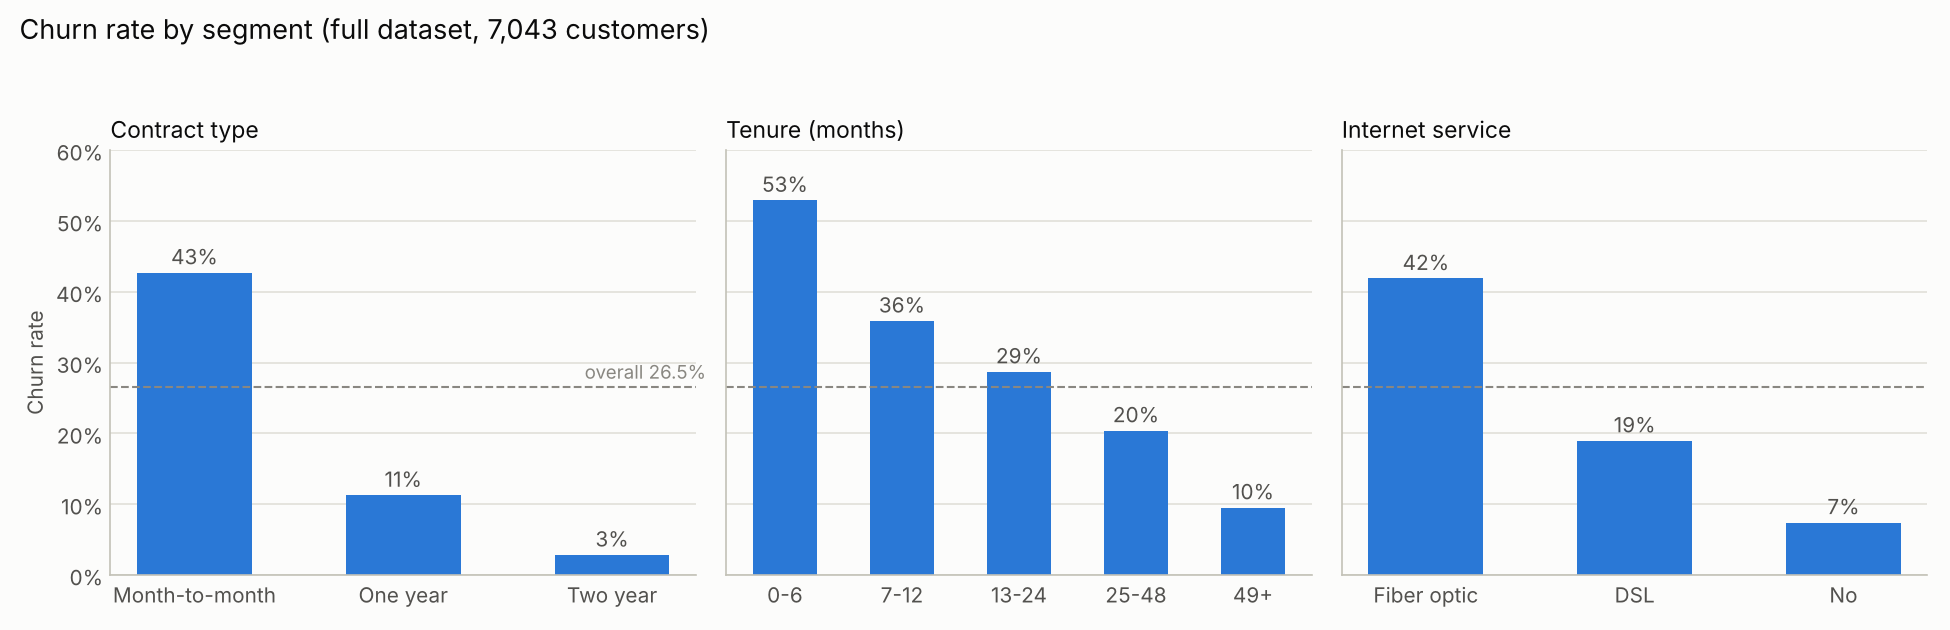 Churn rate by segment (full dataset, 7,043 customers)
Contract type
Churn rate
60%
50%
40%
30%
20%
10%
0%
43%
11%
3%
overall 26.5%
Month-to-month One year Two year
Tenure (months)
53%
36%
29%
20%
10%
0-6 7-12 13-24 25-48 49+
Internet service
42%
19%
7%
Fiber optic DSL No